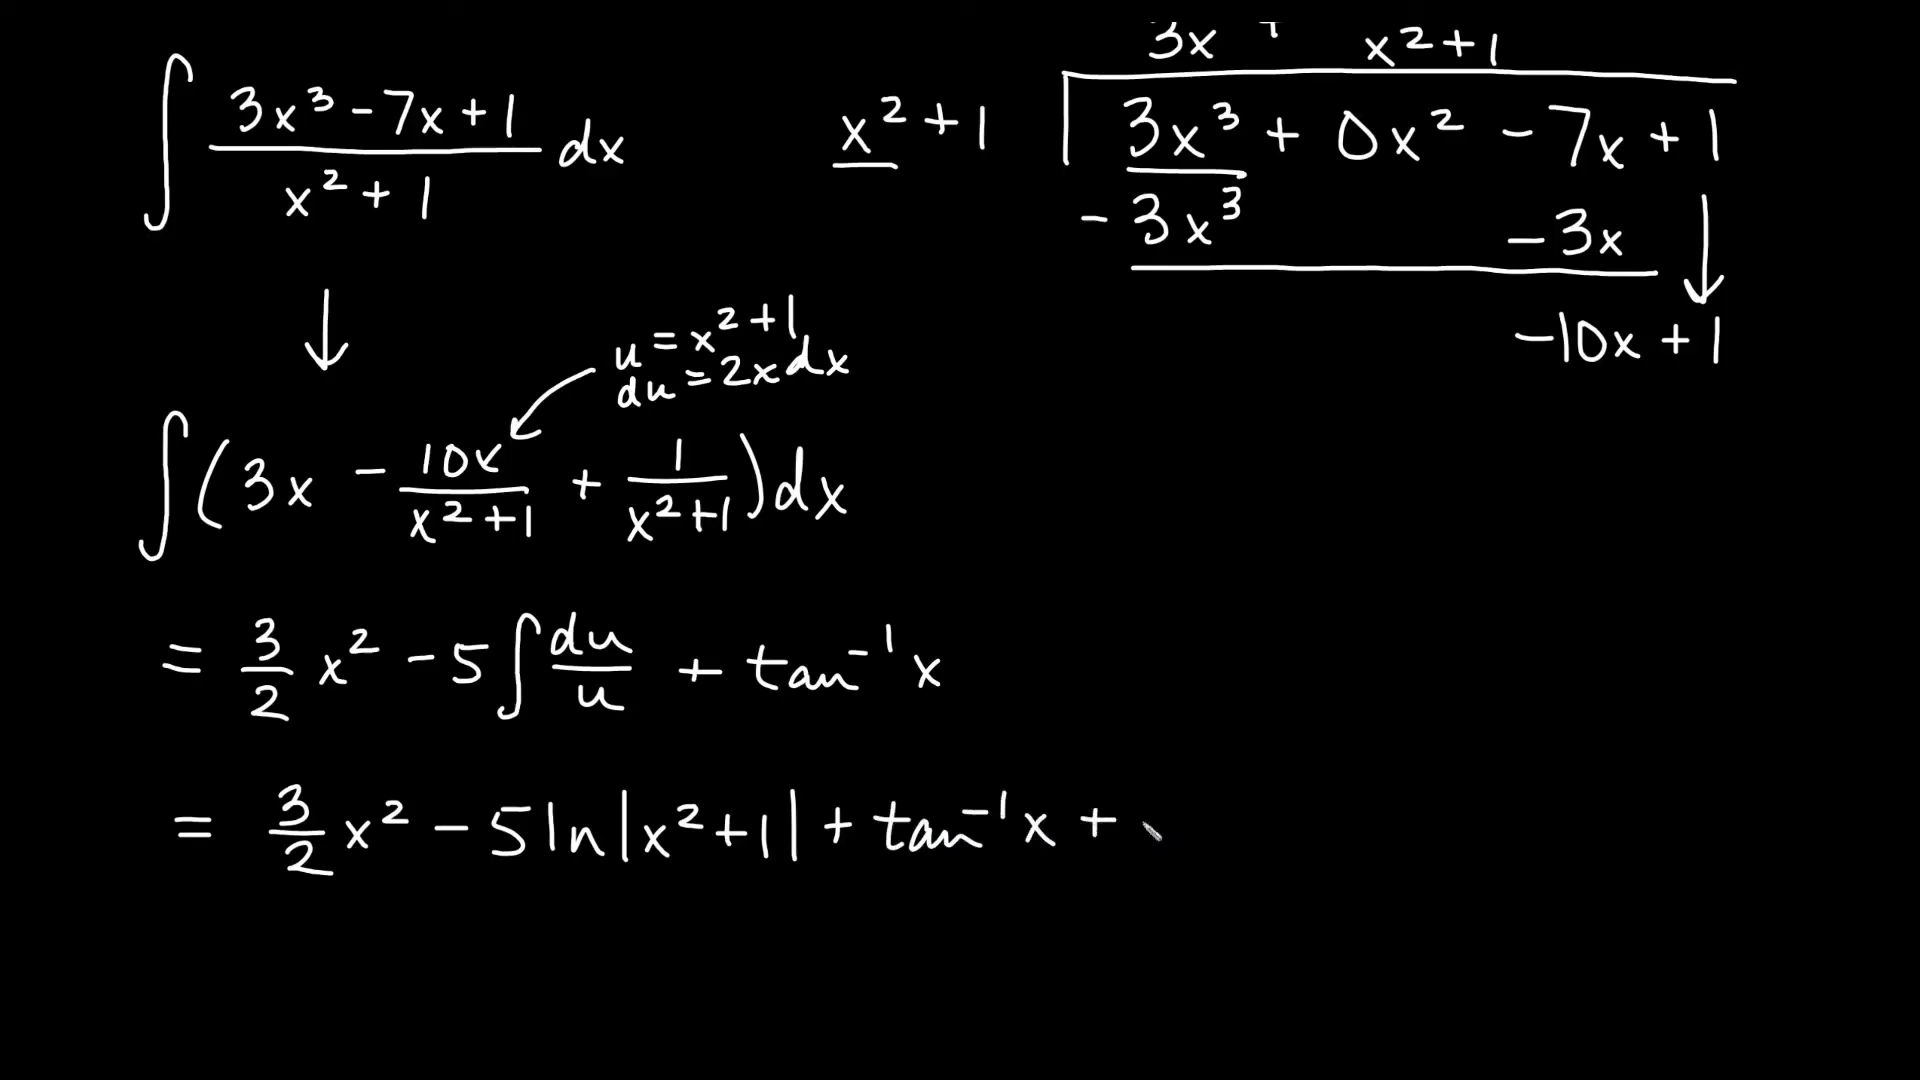 ∫ (3x³ - 7x + 1)/(x² + 1) dx
3x + x² + 1
x² + 1 3x³ + 0x² - 7x + 1
- 3x³ - 3x
-10x + 1
u = x² + 1
du = 2x dx
∫ (3x - 10x/(x² + 1) + 1/(x² + 1)) dx
= 3/2 x² - 5 ∫ du/u + tan⁻¹ x
= 3/2 x² - 5 ln |x² + 1| + tan⁻¹ x +